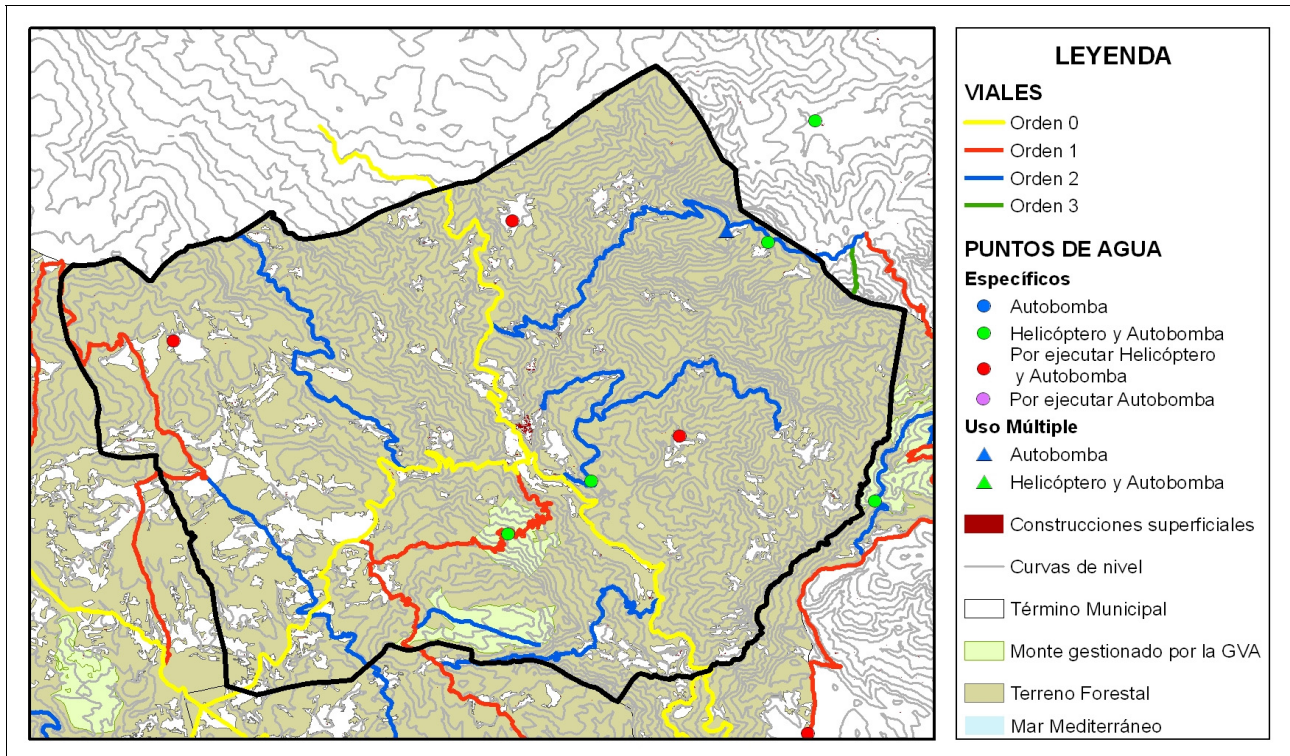 LEYENDA
VIALES
Orden 0
Orden 1
Orden 2
Orden 3
PUNTOS DE AGUA
Específicos
Autobomba
Helicóptero y Autobomba
Por ejecutar Helicóptero
y Autobomba
Por ejecutar Autobomba
Uso Múltiple
Autobomba
Helicóptero y Autobomba
Construcciones superficiales
Curvas de nivel
Término Municipal
Monte gestionado por la GVA
Terreno Forestal
Mar Mediterráneo